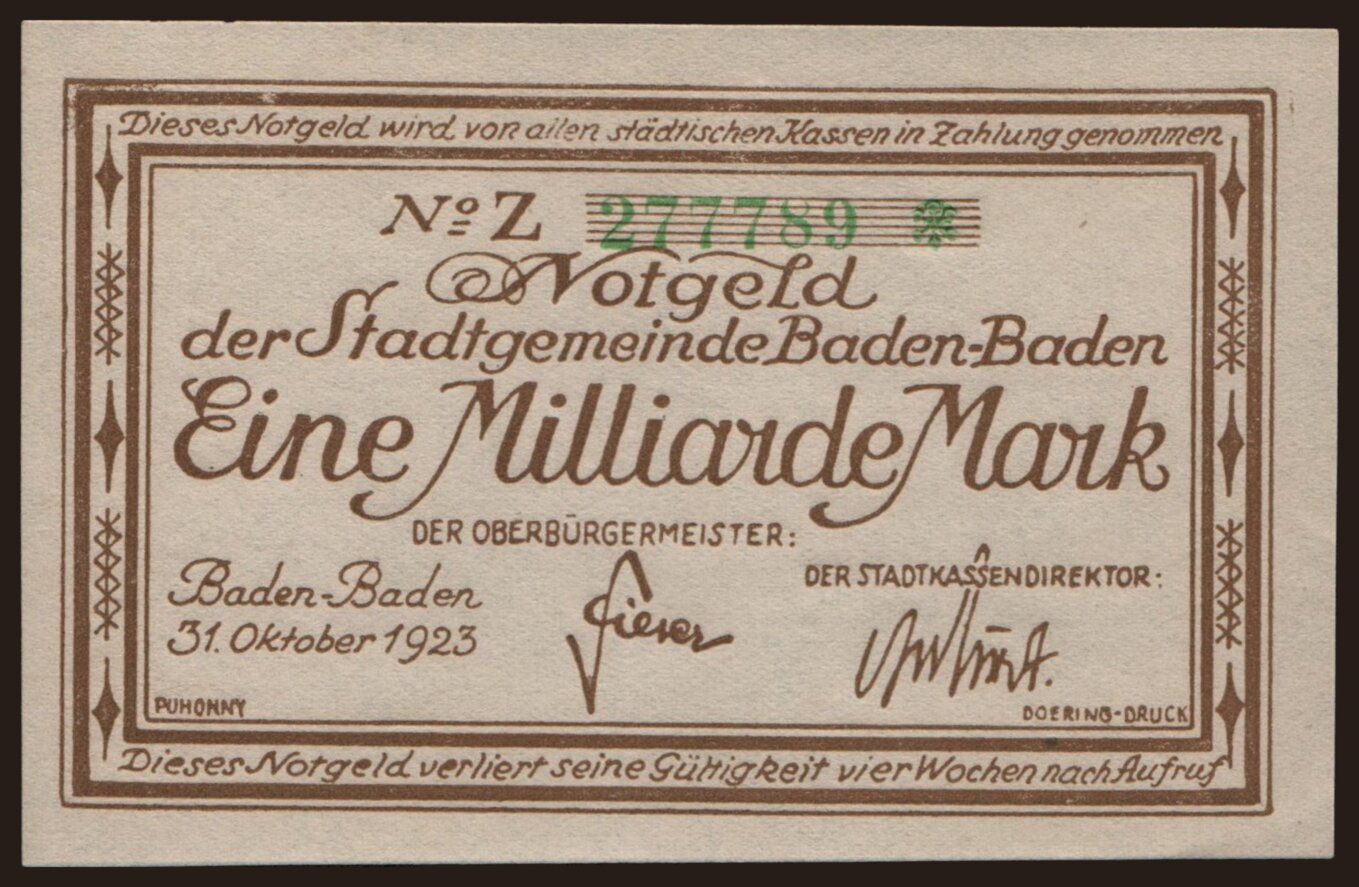 Dieses Notgeld wird von allen städtischen Kassen in Zahlung genommen
Nº Z 277789
Notgeld
der Stadtgemeinde Baden-Baden
Eine Milliarde Mark
DER OBERBÜRGERMEISTER:
DER STADTKASSENDIREKTOR:
Baden-Baden
31. Oktober 1923
Fieser
PUHONNY
DOERING-DRUCK
Dieses Notgeld verliert seine Gültigkeit vier Wochen nach Aufruf